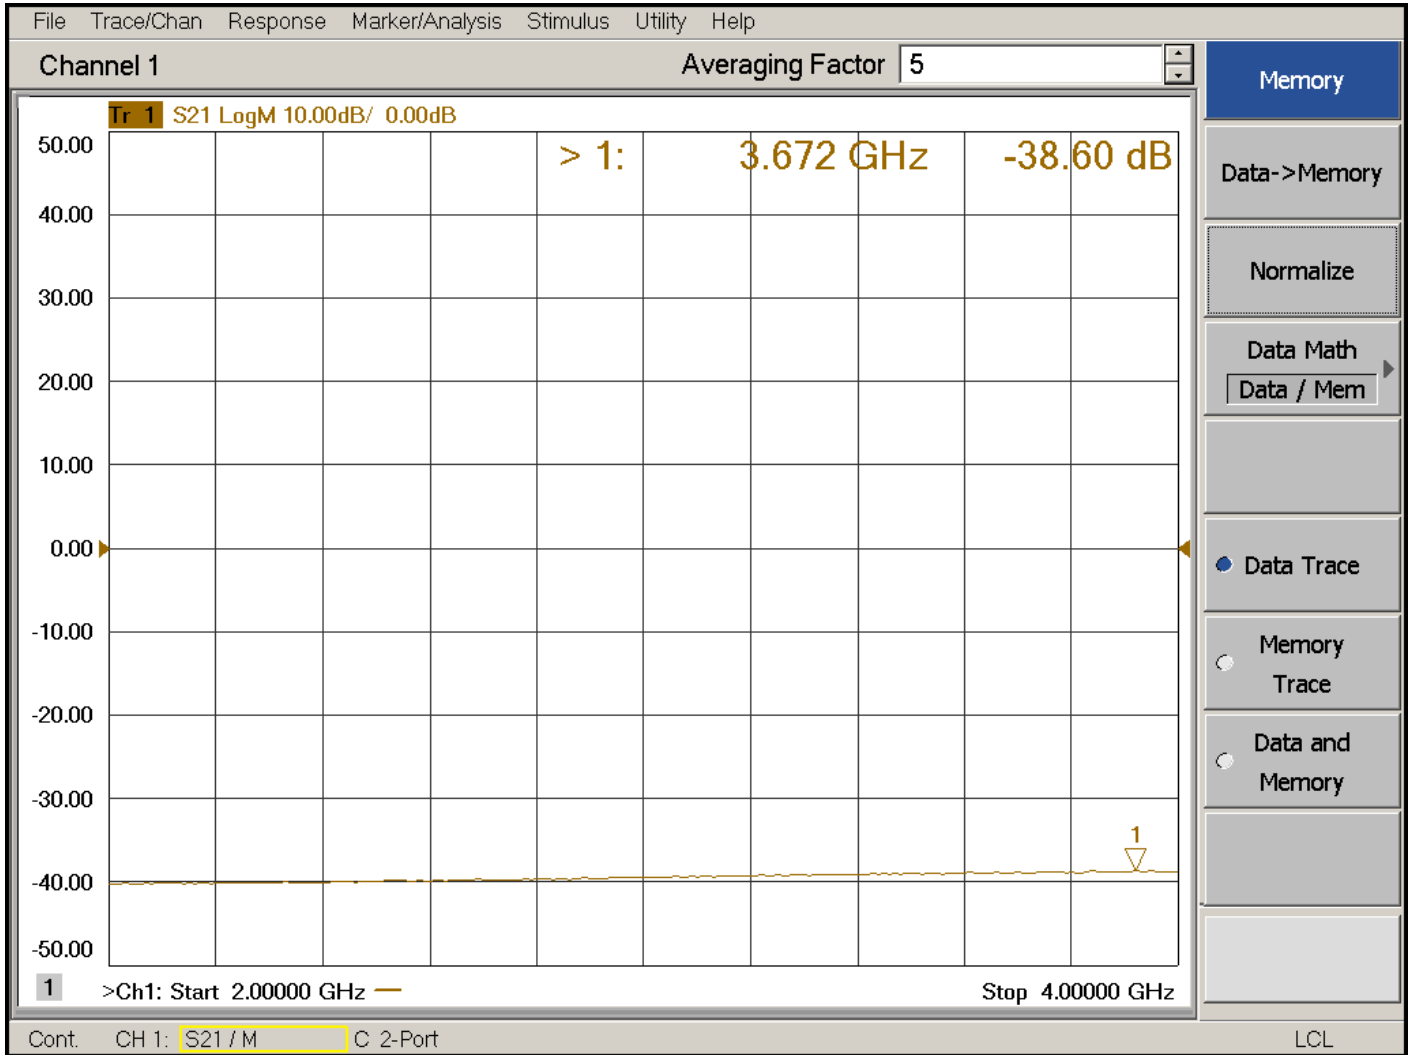 File Trace/Chan Response Marker/Analysis Stimulus Utility Help
Channel 1 Averaging Factor 5
Tr 1 S21 LogM 10.00dB/ 0.00dB
> 1: 3.672 GHz -38.60 dB
50.00
40.00
30.00
20.00
10.00
0.00
-10.00
-20.00
-30.00
-40.00
-50.00
1
1 >Ch1: Start 2.00000 GHz Stop 4.00000 GHz
Cont. CH 1: S21 / M C 2-Port LCL
Memory
Data->Memory
Normalize
Data Math
Data / Mem
Data Trace
Memory
Trace
Data and
Memory